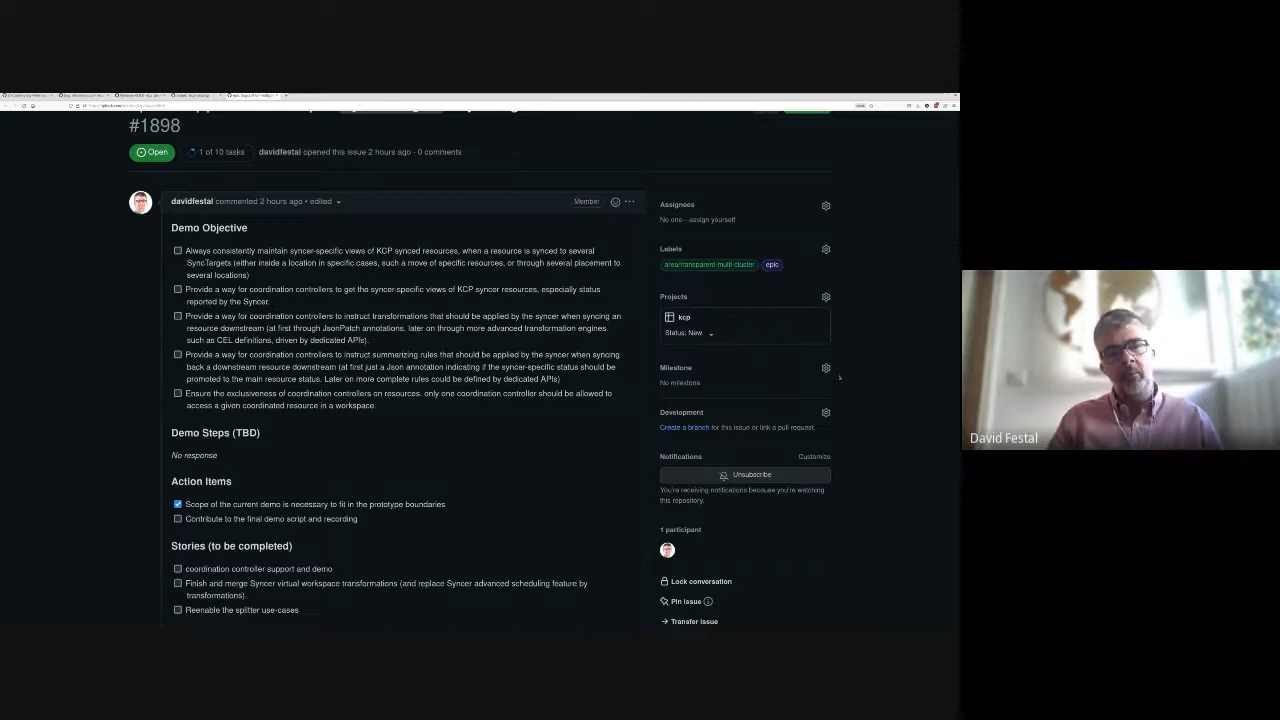 #1898
Open
1 of 10 tasks
davidfestal opened this issue 2 hours ago · 0 comments
davidfestal commented 2 hours ago • edited
Member
Demo Objective
Always consistently maintain syncer-specific views of KCP synced resources, when a resource is synced to several
SyncTargets (either inside a location in specific cases, such a move of specific resources, or through several placement to
several locations)
Provide a way for coordination controllers to get the syncer-specific views of KCP syncer resources, especially status
reported by the Syncer.
Provide a way for coordination controllers to instruct transformations that should be applied by the syncer when syncing an
resource downstream (at first through JsonPatch annotations, later on through more advanced transformation engines
such as CEL definitions, driven by dedicated APIs).
Provide a way for coordination controllers to instruct summarizing rules that should be applied by the syncer when syncing
back a downstream resource downstream (at first just a Json annotation indicating if the syncer-specific status should be
promoted to the main resource status. Later on more complete rules could be defined by dedicated APIs)
Ensure the exclusiveness of coordination controllers on resources, only one coordination controller should be allowed to
access a given coordinated resource in a workspace.
Demo Steps (TBD)
No response
Action Items
Scope of the current demo is necessary to fit in the prototype boundaries
Contribute to the final demo script and recording
Stories (to be completed)
coordination controller support and demo
Finish and merge Syncer virtual workspace transformations (and replace Syncer advanced scheduling feature by
transformations)
Reenable the splitter use-cases
Assignees
No one—assign yourself
Labels
area/transparent-multi-cluster
epic
Projects
kcp
Status: New
Milestone
No milestone
Development
Create a branch for this issue or link a pull request.
Notifications
Customize
Unsubscribe
You're receiving notifications because you're watching
this repository.
1 participant
Lock conversation
Pin issue
Transfer issue
David Festal